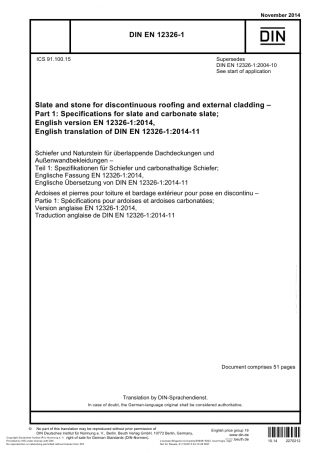 November 2014
DIN EN 12326-1
DIN
ICS 91.100.15
Supersedes
DIN EN 12326-1:2004-10
See start of application
Slate and stone for discontinuous roofing and external cladding –
Part 1: Specifications for slate and carbonate slate;
English version EN 12326-1:2014,
English translation of DIN EN 12326-1:2014-11
Schiefer und Naturstein für überlappende Dachdeckungen und
Außenwandbekleidungen –
Teil 1: Spezifikationen für Schiefer und carbonathaltige Schiefer;
Englische Fassung EN 12326-1:2014,
Englische Übersetzung von DIN EN 12326-1:2014-11
Ardoises et pierres pour toiture et bardage extérieur pour pose en discontinu –
Partie 1: Spécifications pour ardoises et ardoises carbonatées;
Version anglaise EN 12326-1:2014,
Traduction anglaise de DIN EN 12326-1:2014-11
Document comprises 51 pages
Translation by DIN-Sprachendienst.
In case of doubt, the German-language original shall be considered authoritative.
No part of this translation may be reproduced without prior permission of
DIN Deutsches Institut für Normung e. V., Berlin. Beuth Verlag GmbH, 10772 Berlin, Germany,
right of sale for German Standards (DIN-Normen).
English price group 19
www.din.de
www.beuth.de